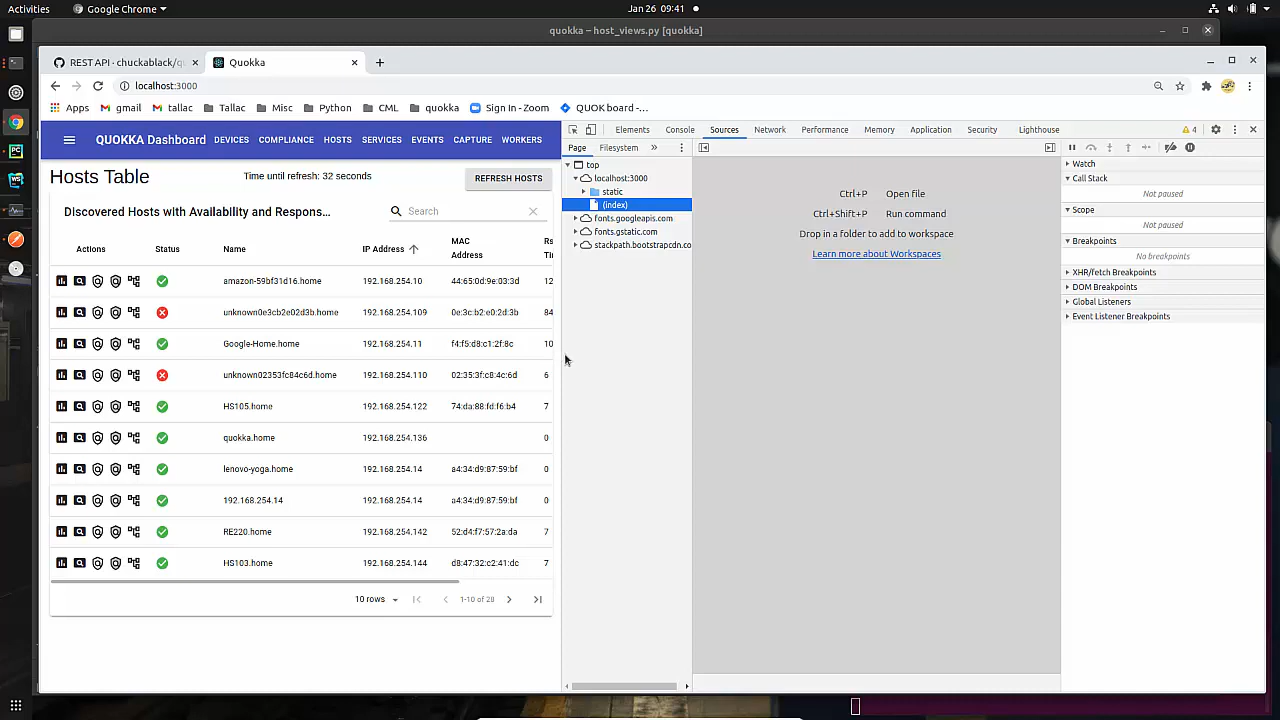 Activities Google Chrome Jan 26 09:41
quokka – host_views.py [quokka]
REST API · chuckablack/q Quokka
localhost:3000
Apps gmail tallac Tallac Misc Python CML quokka Sign In - Zoom QUOK board -...
QUOKKA Dashboard DEVICES COMPLIANCE HOSTS SERVICES EVENTS CAPTURE WORKERS
Hosts Table Time until refresh: 32 seconds REFRESH HOSTS
Discovered Hosts with Availability and Respons... Search
Actions Status Name IP Address MAC Address Rs Ti
amazon-59bf31d16.home 192.168.254.10 44:65:0d:9e:03:3d 12
unknown0e3cb2e02d3b.home 192.168.254.109 0e:3c:b2:e0:2d:3b 84
Google-Home.home 192.168.254.11 f4:f5:d8:c1:2f:8c 10
unknown02353fc84c6d.home 192.168.254.110 02:35:3f:c8:4c:6d 6
HS105.home 192.168.254.122 74:da:88:fd:f6:b4 7
quokka.home 192.168.254.136 0
lenovo-yoga.home 192.168.254.14 a4:34:d9:87:59:bf 0
192.168.254.14 192.168.254.14 a4:34:d9:87:59:bf 0
RE220.home 192.168.254.142 52:d4:f7:57:2a:da 7
HS103.home 192.168.254.144 d8:47:32:c2:41:dc 7
10 rows 1-10 of 28
Elements Console Sources Network Performance Memory Application Security Lighthouse 4
Page Filesystem
top
localhost:3000
static
(index)
fonts.googleapis.com
fonts.gstatic.com
stackpath.bootstrapcdn.co
Ctrl+P Open file
Ctrl+Shift+P Run command
Drop in a folder to add to workspace
Learn more about Workspaces
Watch
Call Stack
Not paused
Scope
Not paused
Breakpoints
No breakpoints
XHR/fetch Breakpoints
DOM Breakpoints
Global Listeners
Event Listener Breakpoints